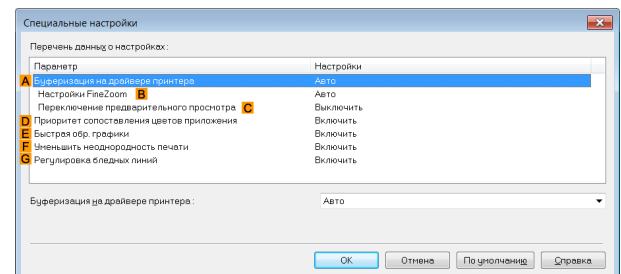 Специальные настройки
Перечень данных о настройках:
Параметр Настройки
A Буферизация на драйвере принтера Авто
Настройки FineZoom B Авто
Переключение предварительного просмотра C Выключить
D Приоритет сопоставления цветов приложения Включить
E Быстрая обр. графики Включить
F Уменьшить неоднородность печати Включить
G Регулировка бледных линий Включить
Буферизация на драйвере принтера: Авто
OK Отмена По умолчанию Справка